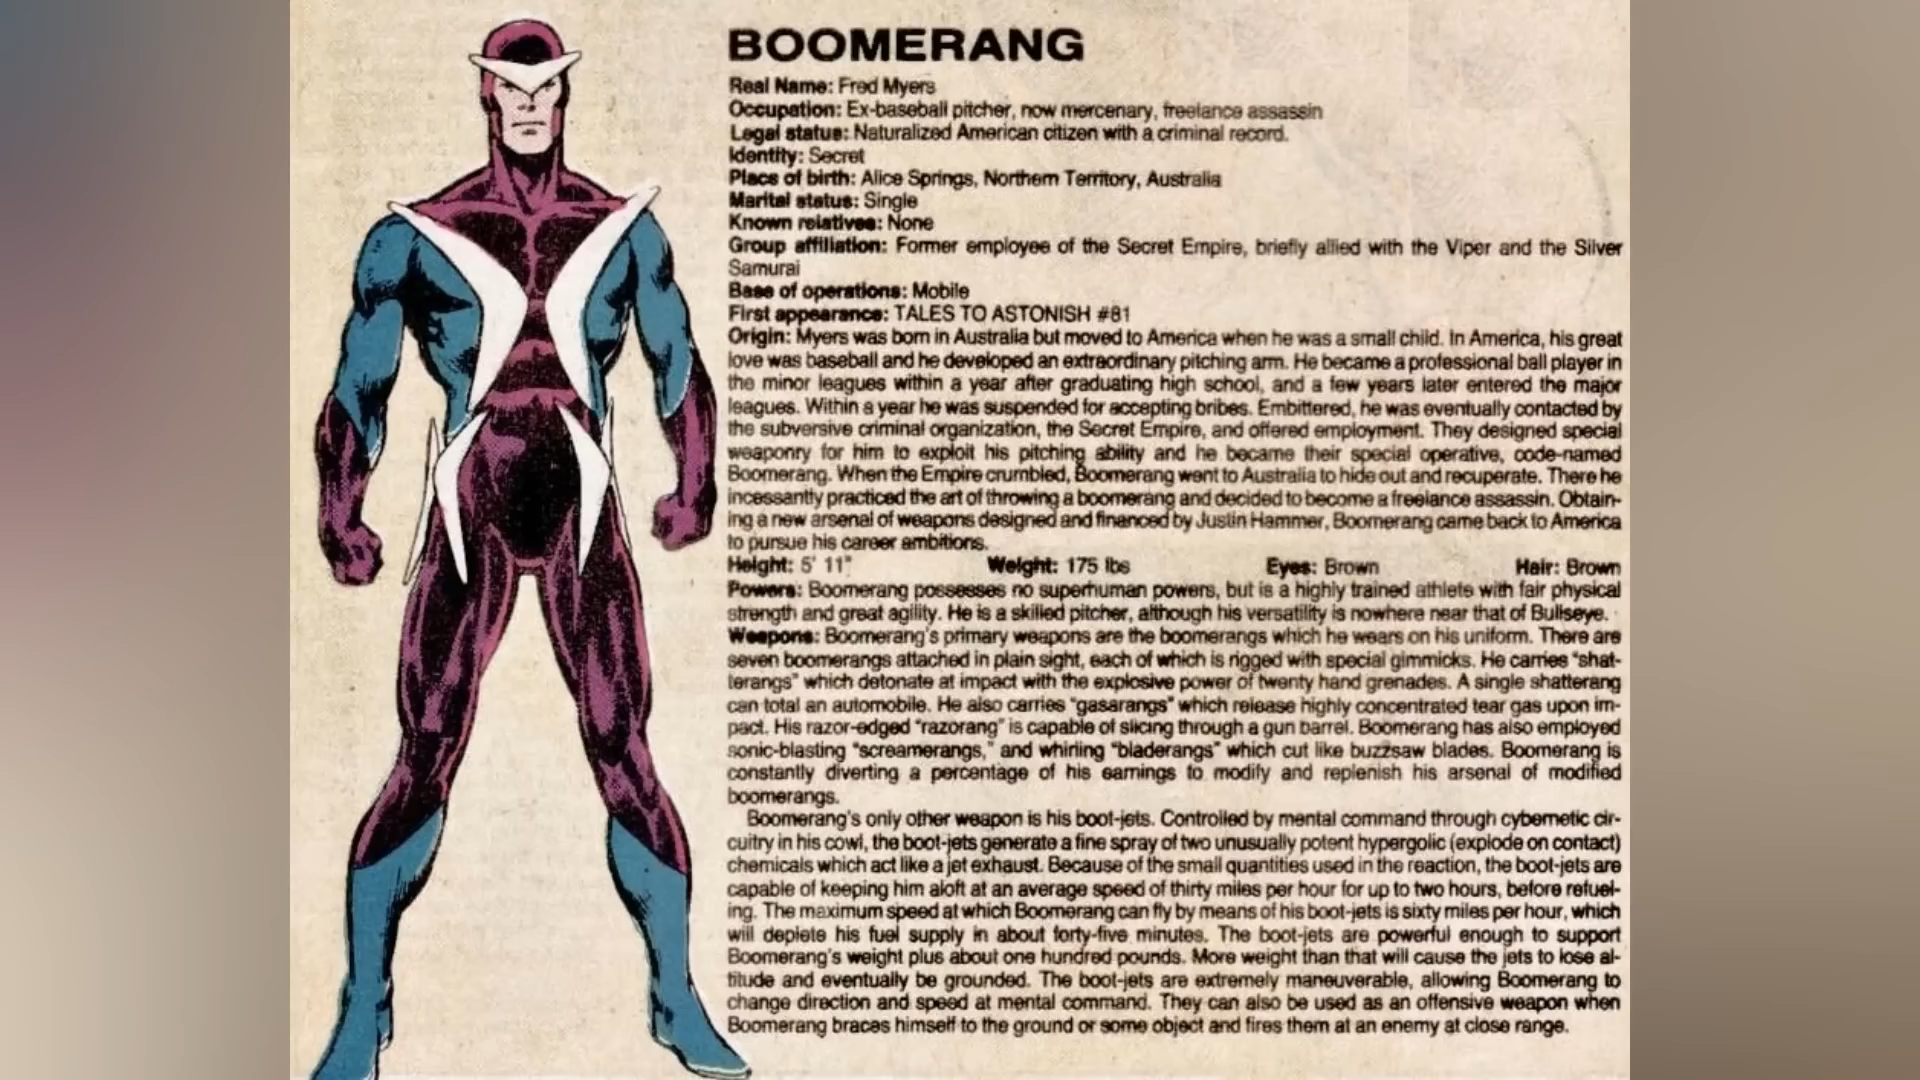 BOOMERANG
Real Name: Fred Myers
Occupation: Ex-baseball pitcher, now mercenary, freelance assassin
Legal status: Naturalized American citizen with a criminal record.
Identity: Secret
Place of birth: Alice Springs, Northern Territory, Australia
Marital status: Single
Known relatives: None
Group affiliation: Former employee of the Secret Empire, briefly allied with the Viper and the Silver
Samurai
Base of operations: Mobile
First appearance: TALES TO ASTONISH #81
Origin: Myers was born in Australia but moved to America when he was a small child. In America, his great
love was baseball and he developed an extraordinary pitching arm. He became a professional ball player in
the minor leagues within a year after graduating high school, and a few years later entered the major
leagues. Within a year he was suspended for accepting bribes. Embittered, he was eventually contacted by
the subversive criminal organization, the Secret Empire, and offered employment. They designed special
weaponry for him to exploit his pitching ability and he became their special operative, code-named
Boomerang. When the Empire crumbled, Boomerang went to Australia to hide out and recuperate. There he
incessantly practiced the art of throwing a boomerang and decided to become a freelance assassin. Obtain-
ing a new arsenal of weapons designed and financed by Justin Hammer, Boomerang came back to America
to pursue his career ambitions.
Height: 5' 11" Weight: 175 lbs Eyes: Brown Hair: Brown
Powers: Boomerang possesses no superhuman powers, but is a highly trained athlete with fair physical
strength and great agility. He is a skilled pitcher, although his versatility is nowhere near that of Bullseye.
Weapons: Boomerang's primary weapons are the boomerangs which he wears on his uniform. There are
seven boomerangs attached in plain sight, each of which is rigged with special gimmicks. He carries "shat-
terangs" which detonate at impact with the explosive power of twenty hand grenades. A single shatterang
can total an automobile. He also carries "gasarangs" which release highly concentrated tear gas upon im-
pact. His razor-edged "razorang" is capable of slicing through a gun barrel. Boomerang has also employed
sonic-blasting "screamerangs," and whirling "bladerangs" which cut like buzzsaw blades. Boomerang is
constantly diverting a percentage of his earnings to modify and replenish his arsenal of modified
boomerangs.
Boomerang's only other weapon is his boot-jets. Controlled by mental command through cybernetic cir-
cuitry in his cowl, the boot-jets generate a fine spray of two unusually potent hypergolic (explode on contact)
chemicals which act like a jet exhaust. Because of the small quantities used in the reaction, the boot-jets are
capable of keeping him aloft at an average speed of thirty miles per hour for up to two hours, before refuel-
ing. The maximum speed at which Boomerang can fly by means of his boot-jets is sixty miles per hour, which
will deplete his fuel supply in about forty-five minutes. The boot-jets are powerful enough to support
Boomerang's weight plus about one hundred pounds. More weight than that will cause the jets to lose al-
titude and eventually be grounded. The boot-jets are extremely maneuverable, allowing Boomerang to
change direction and speed at mental command. They can also be used as an offensive weapon when
Boomerang braces himself to the ground or some object and fires them at an enemy at close range.